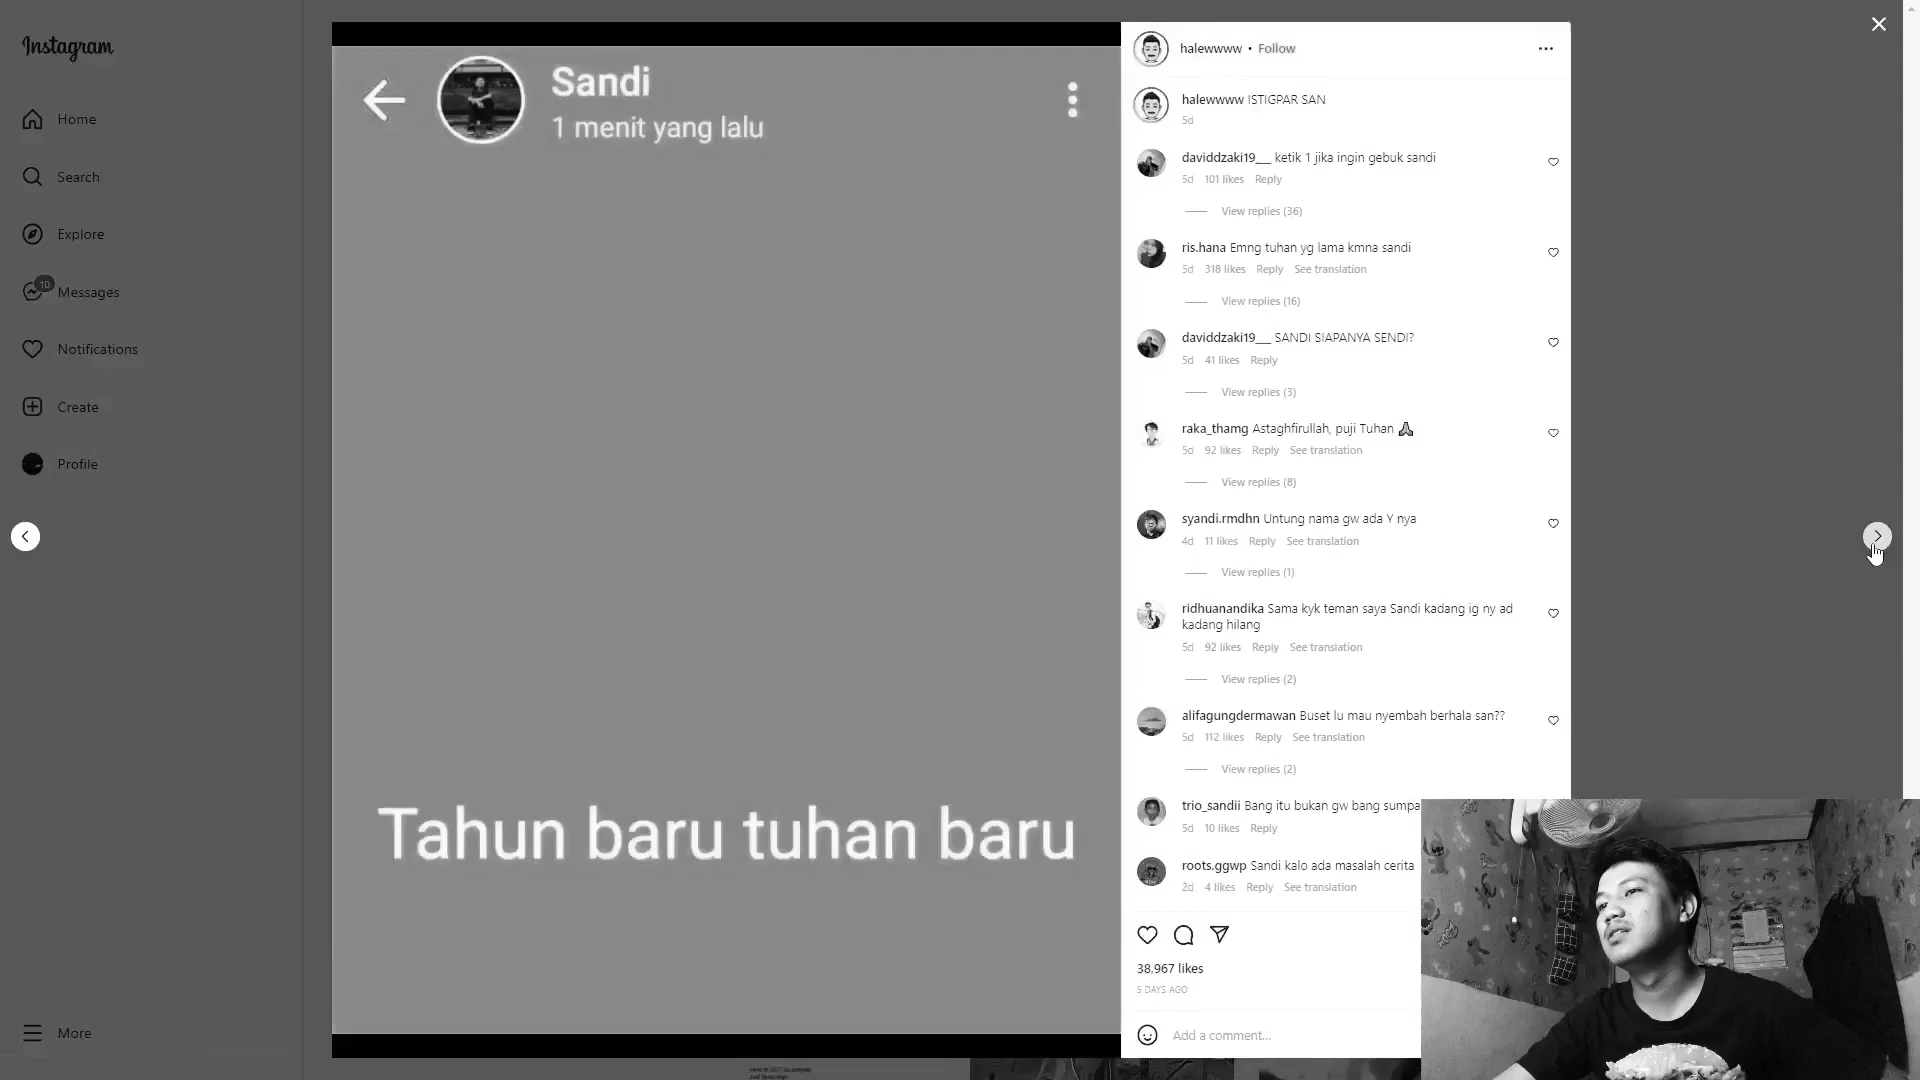 Instagram
Home
Search
Explore
10
Messages
Notifications
Create
Profile
More
Sandi
1 menit yang lalu
Tahun baru tuhan baru
halewwww • Follow
halewwww ISTIGPAR SAN
5d
daviddzaki19__ ketik 1 jika ingin gebuk sandi
5d 101 likes Reply
View replies (36)
ris.hana Emng tuhan yg lama kmna sandi
5d 318 likes Reply See translation
View replies (16)
daviddzaki19__ SANDI SIAPANYA SENDI?
5d 41 likes Reply
View replies (3)
raka_thamg Astaghfirullah, puji Tuhan 🙏
5d 92 likes Reply See translation
View replies (8)
syandi.rmdhn Untung nama gw ada Y nya
4d 11 likes Reply See translation
View replies (1)
ridhuanandika Sama kyk teman saya Sandi kadang ig ny ad
kadang hilang
5d 92 likes Reply See translation
View replies (2)
alifagungdermawan Buset lu mau nyembah berhala san??
5d 112 likes Reply See translation
View replies (2)
trio_sandii Bang itu bukan gw bang sumpa
5d 10 likes Reply
roots.ggwp Sandi kalo ada masalah cerita
2d 4 likes Reply See translation
38,967 likes
5 DAYS AGO
Add a comment...